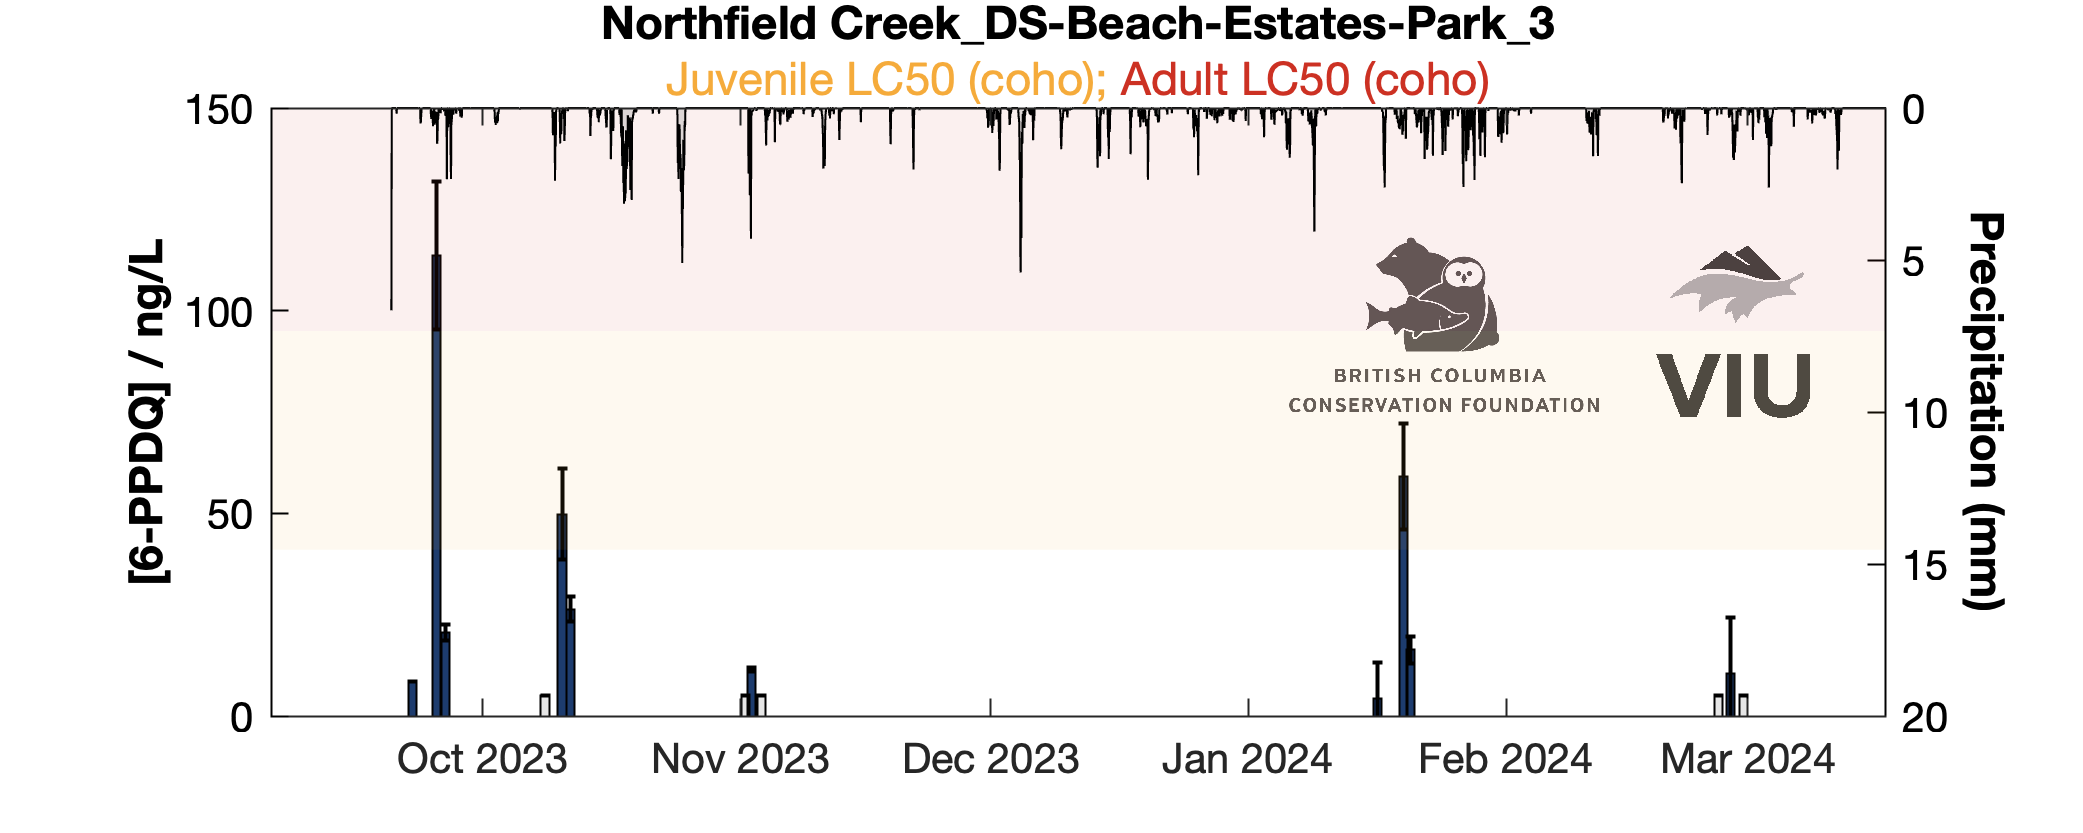 Northfield Creek_DS-Beach-Estates-Park_3
Juvenile LC50 (coho); Adult LC50 (coho)
[6-PPDQ] / ng/L
150
100
50
0
BRITISH COLUMBIA
CONSERVATION FOUNDATION
VIU
0
5
10
15
20
Precipitation (mm)
Oct 2023 Nov 2023 Dec 2023 Jan 2024 Feb 2024 Mar 2024